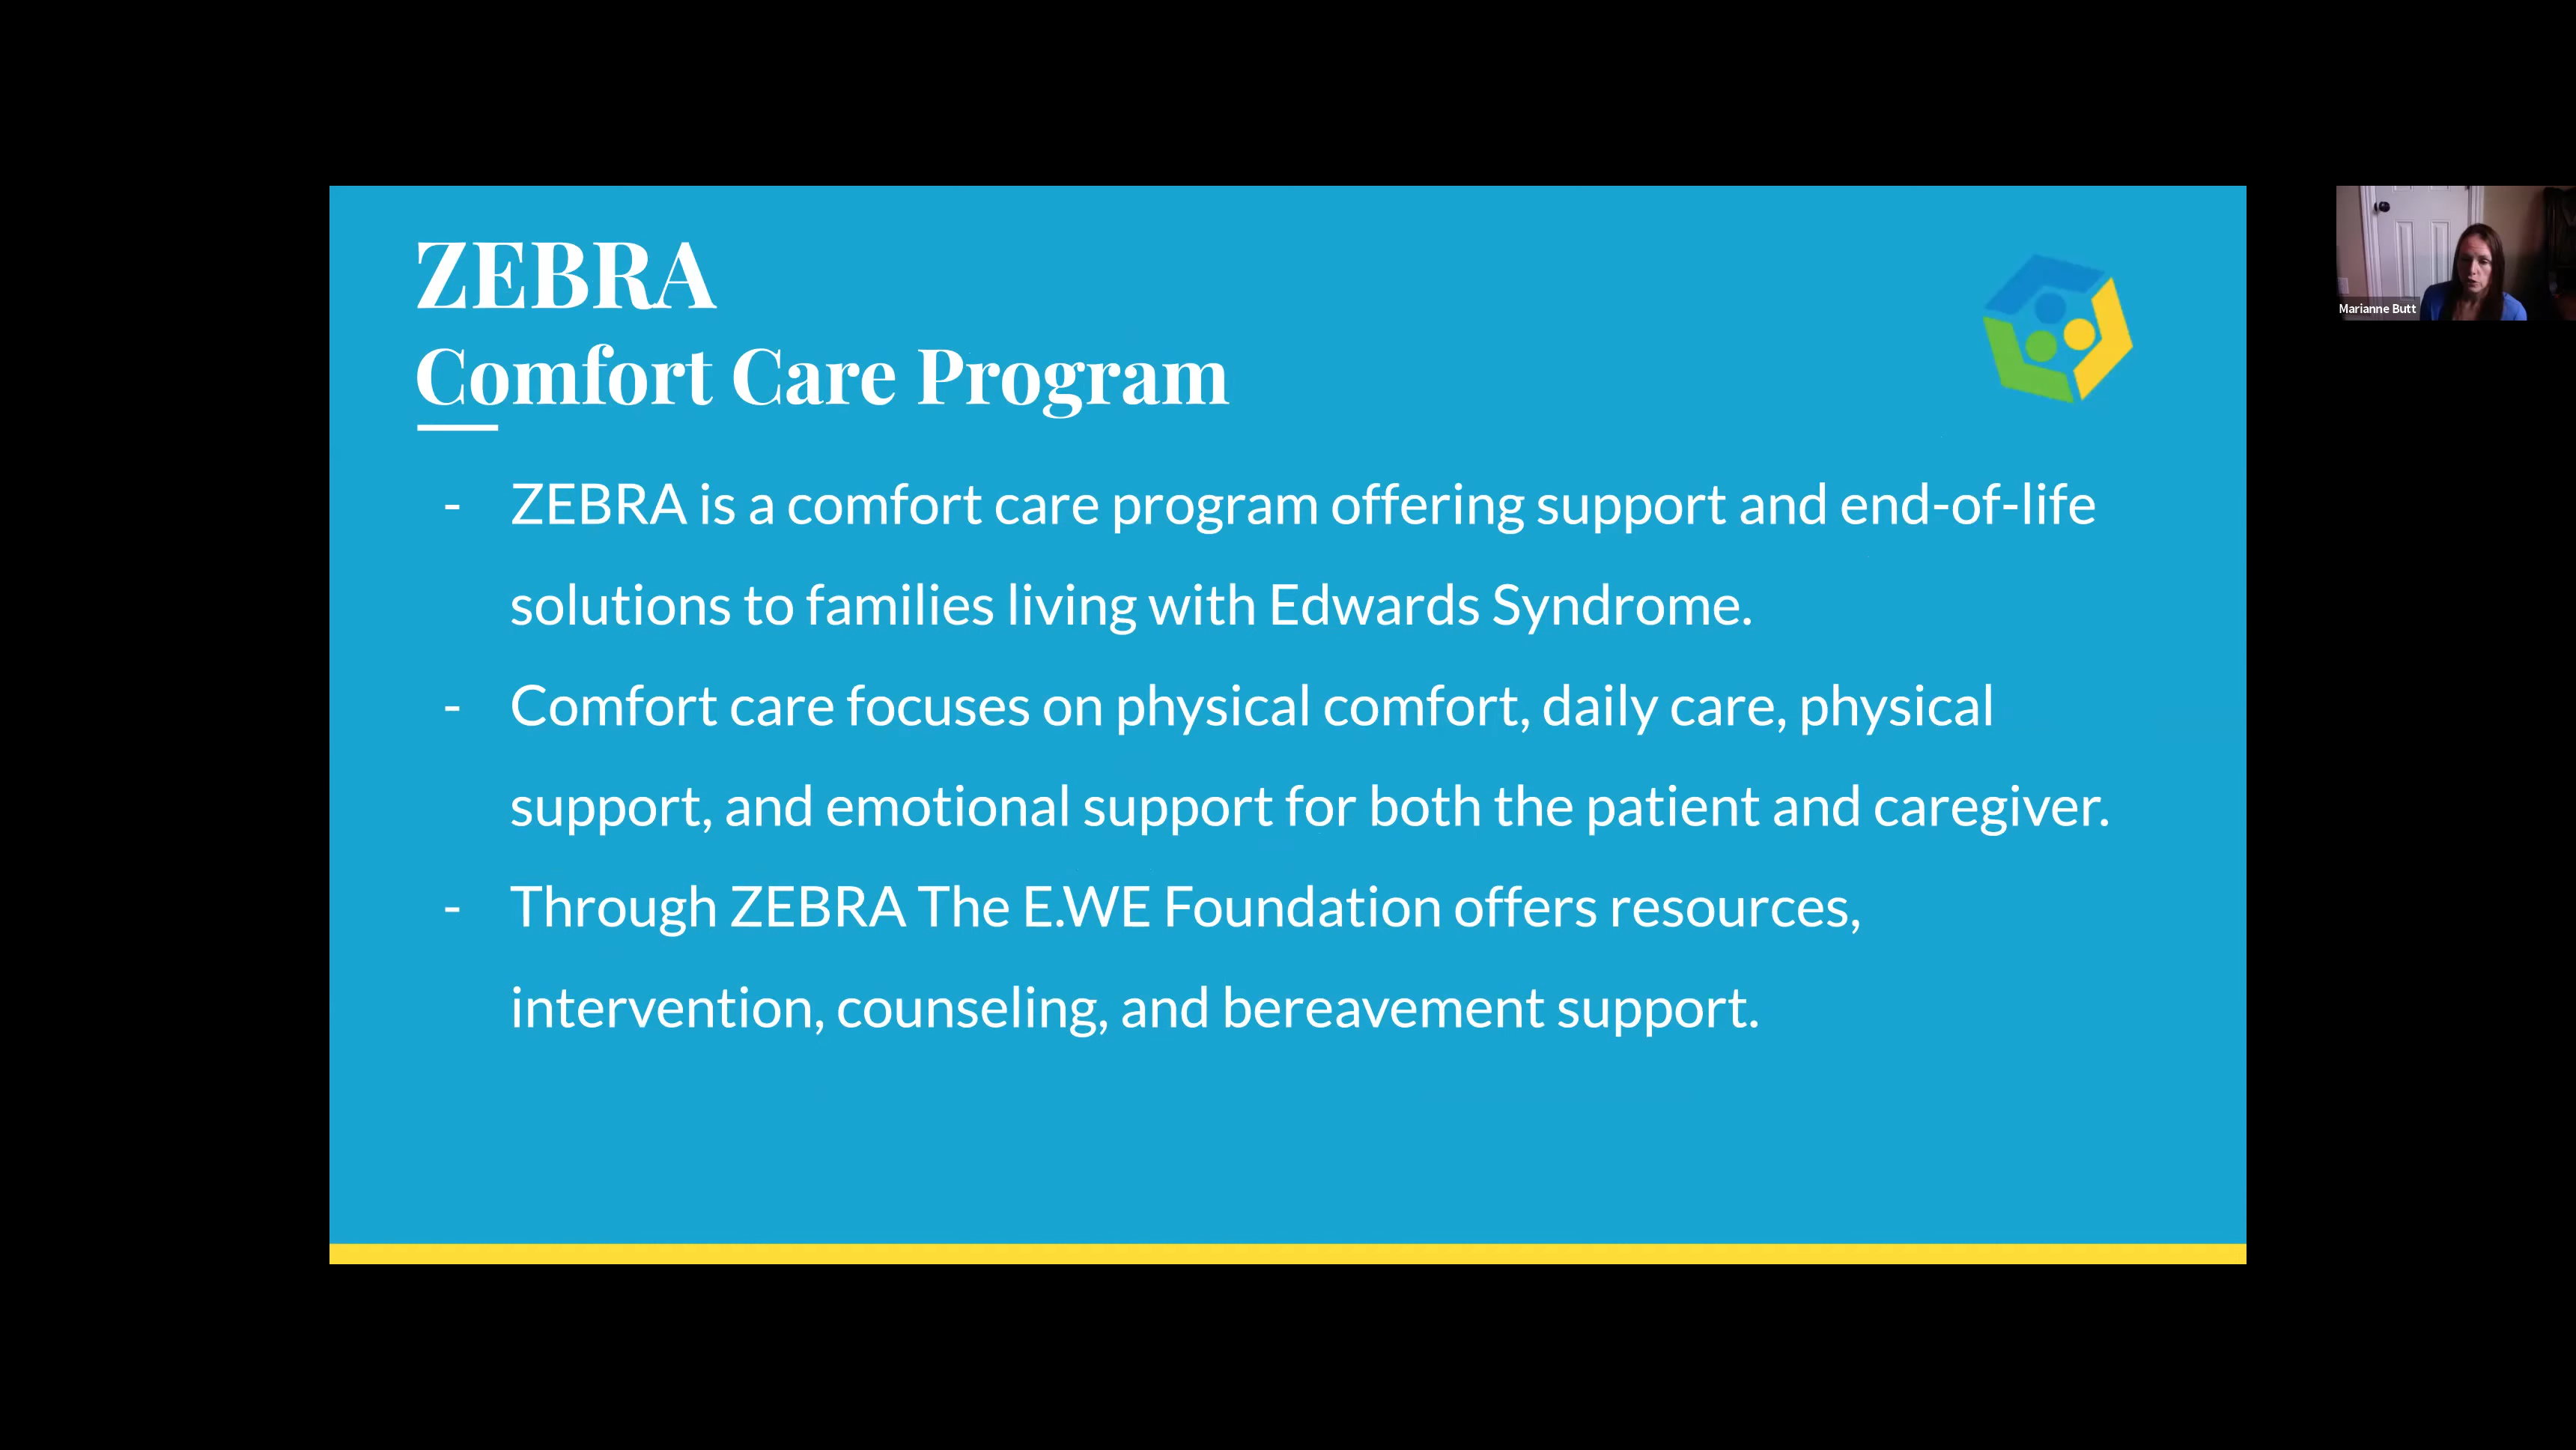 ZEBRA
Comfort Care Program
- ZEBRA is a comfort care program offering support and end-of-life
solutions to families living with Edwards Syndrome.
- Comfort care focuses on physical comfort, daily care, physical
support, and emotional support for both the patient and caregiver.
- Through ZEBRA The E.WE Foundation offers resources,
intervention, counseling, and bereavement support.
Marianne Butt